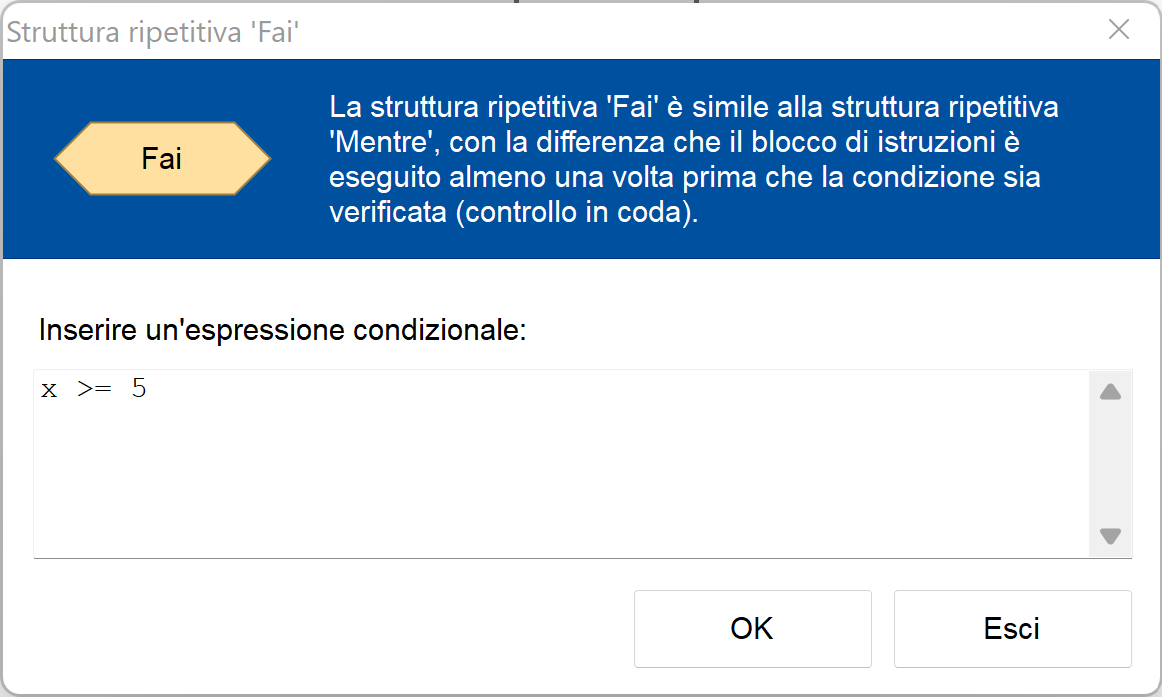 Struttura ripetitiva 'Fai'
Fai
La struttura ripetitiva 'Fai' è simile alla struttura ripetitiva
'Mentre', con la differenza che il blocco di istruzioni è
eseguito almeno una volta prima che la condizione sia
verificata (controllo in coda).
Inserire un'espressione condizionale:
x >= 5
OK
Esci